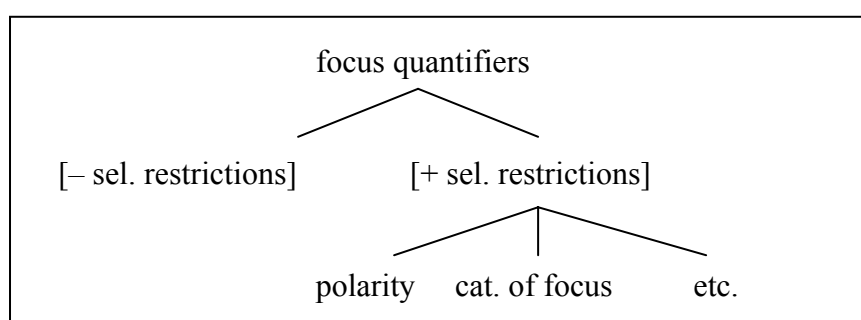 focus quantifiers
[– sel. restrictions] [+ sel. restrictions]
polarity cat. of focus etc.